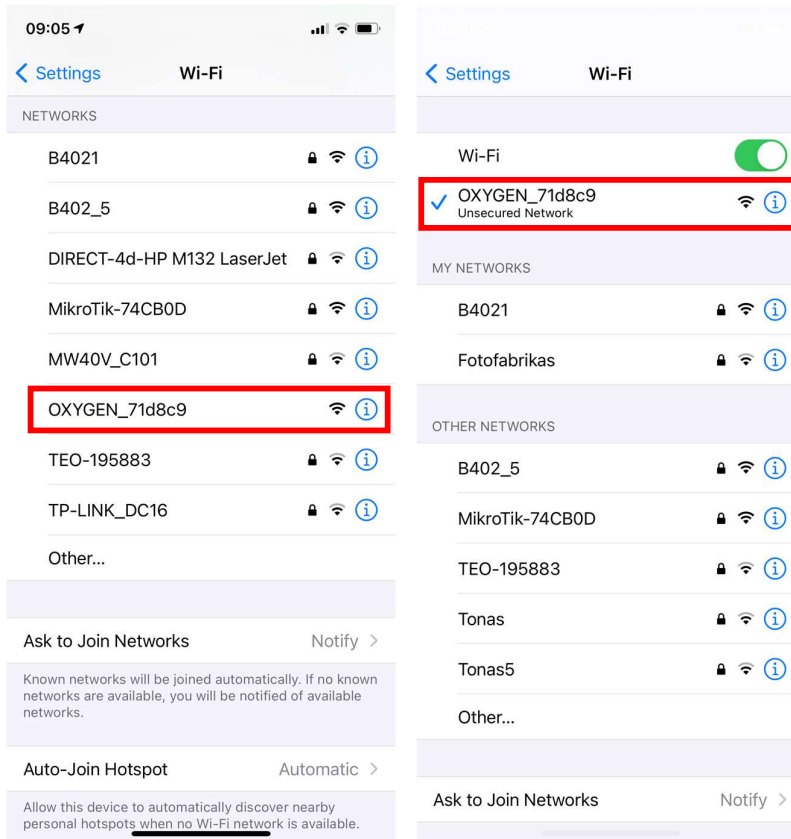 09:05
Settings
Wi-Fi
NETWORKS
B4021
B402_5
DIRECT-4d-HP M132 LaserJet
MikroTik-74CB0D
MW40V_C101
OXYGEN_71d8c9
TEO-195883
TP-LINK_DC16
Other...
Ask to Join Networks
Notify
Known networks will be joined automatically. If no known
networks are available, you will be notified of available
networks.
Auto-Join Hotspot
Automatic
Allow this device to automatically discover nearby
personal hotspots when no Wi-Fi network is available.
Settings
Wi-Fi
Wi-Fi
OXYGEN_71d8c9
Unsecured Network
MY NETWORKS
B4021
Fotofabrikas
OTHER NETWORKS
B402_5
MikroTik-74CB0D
TEO-195883
Tonas
Tonas5
Other...
Ask to Join Networks
Notify